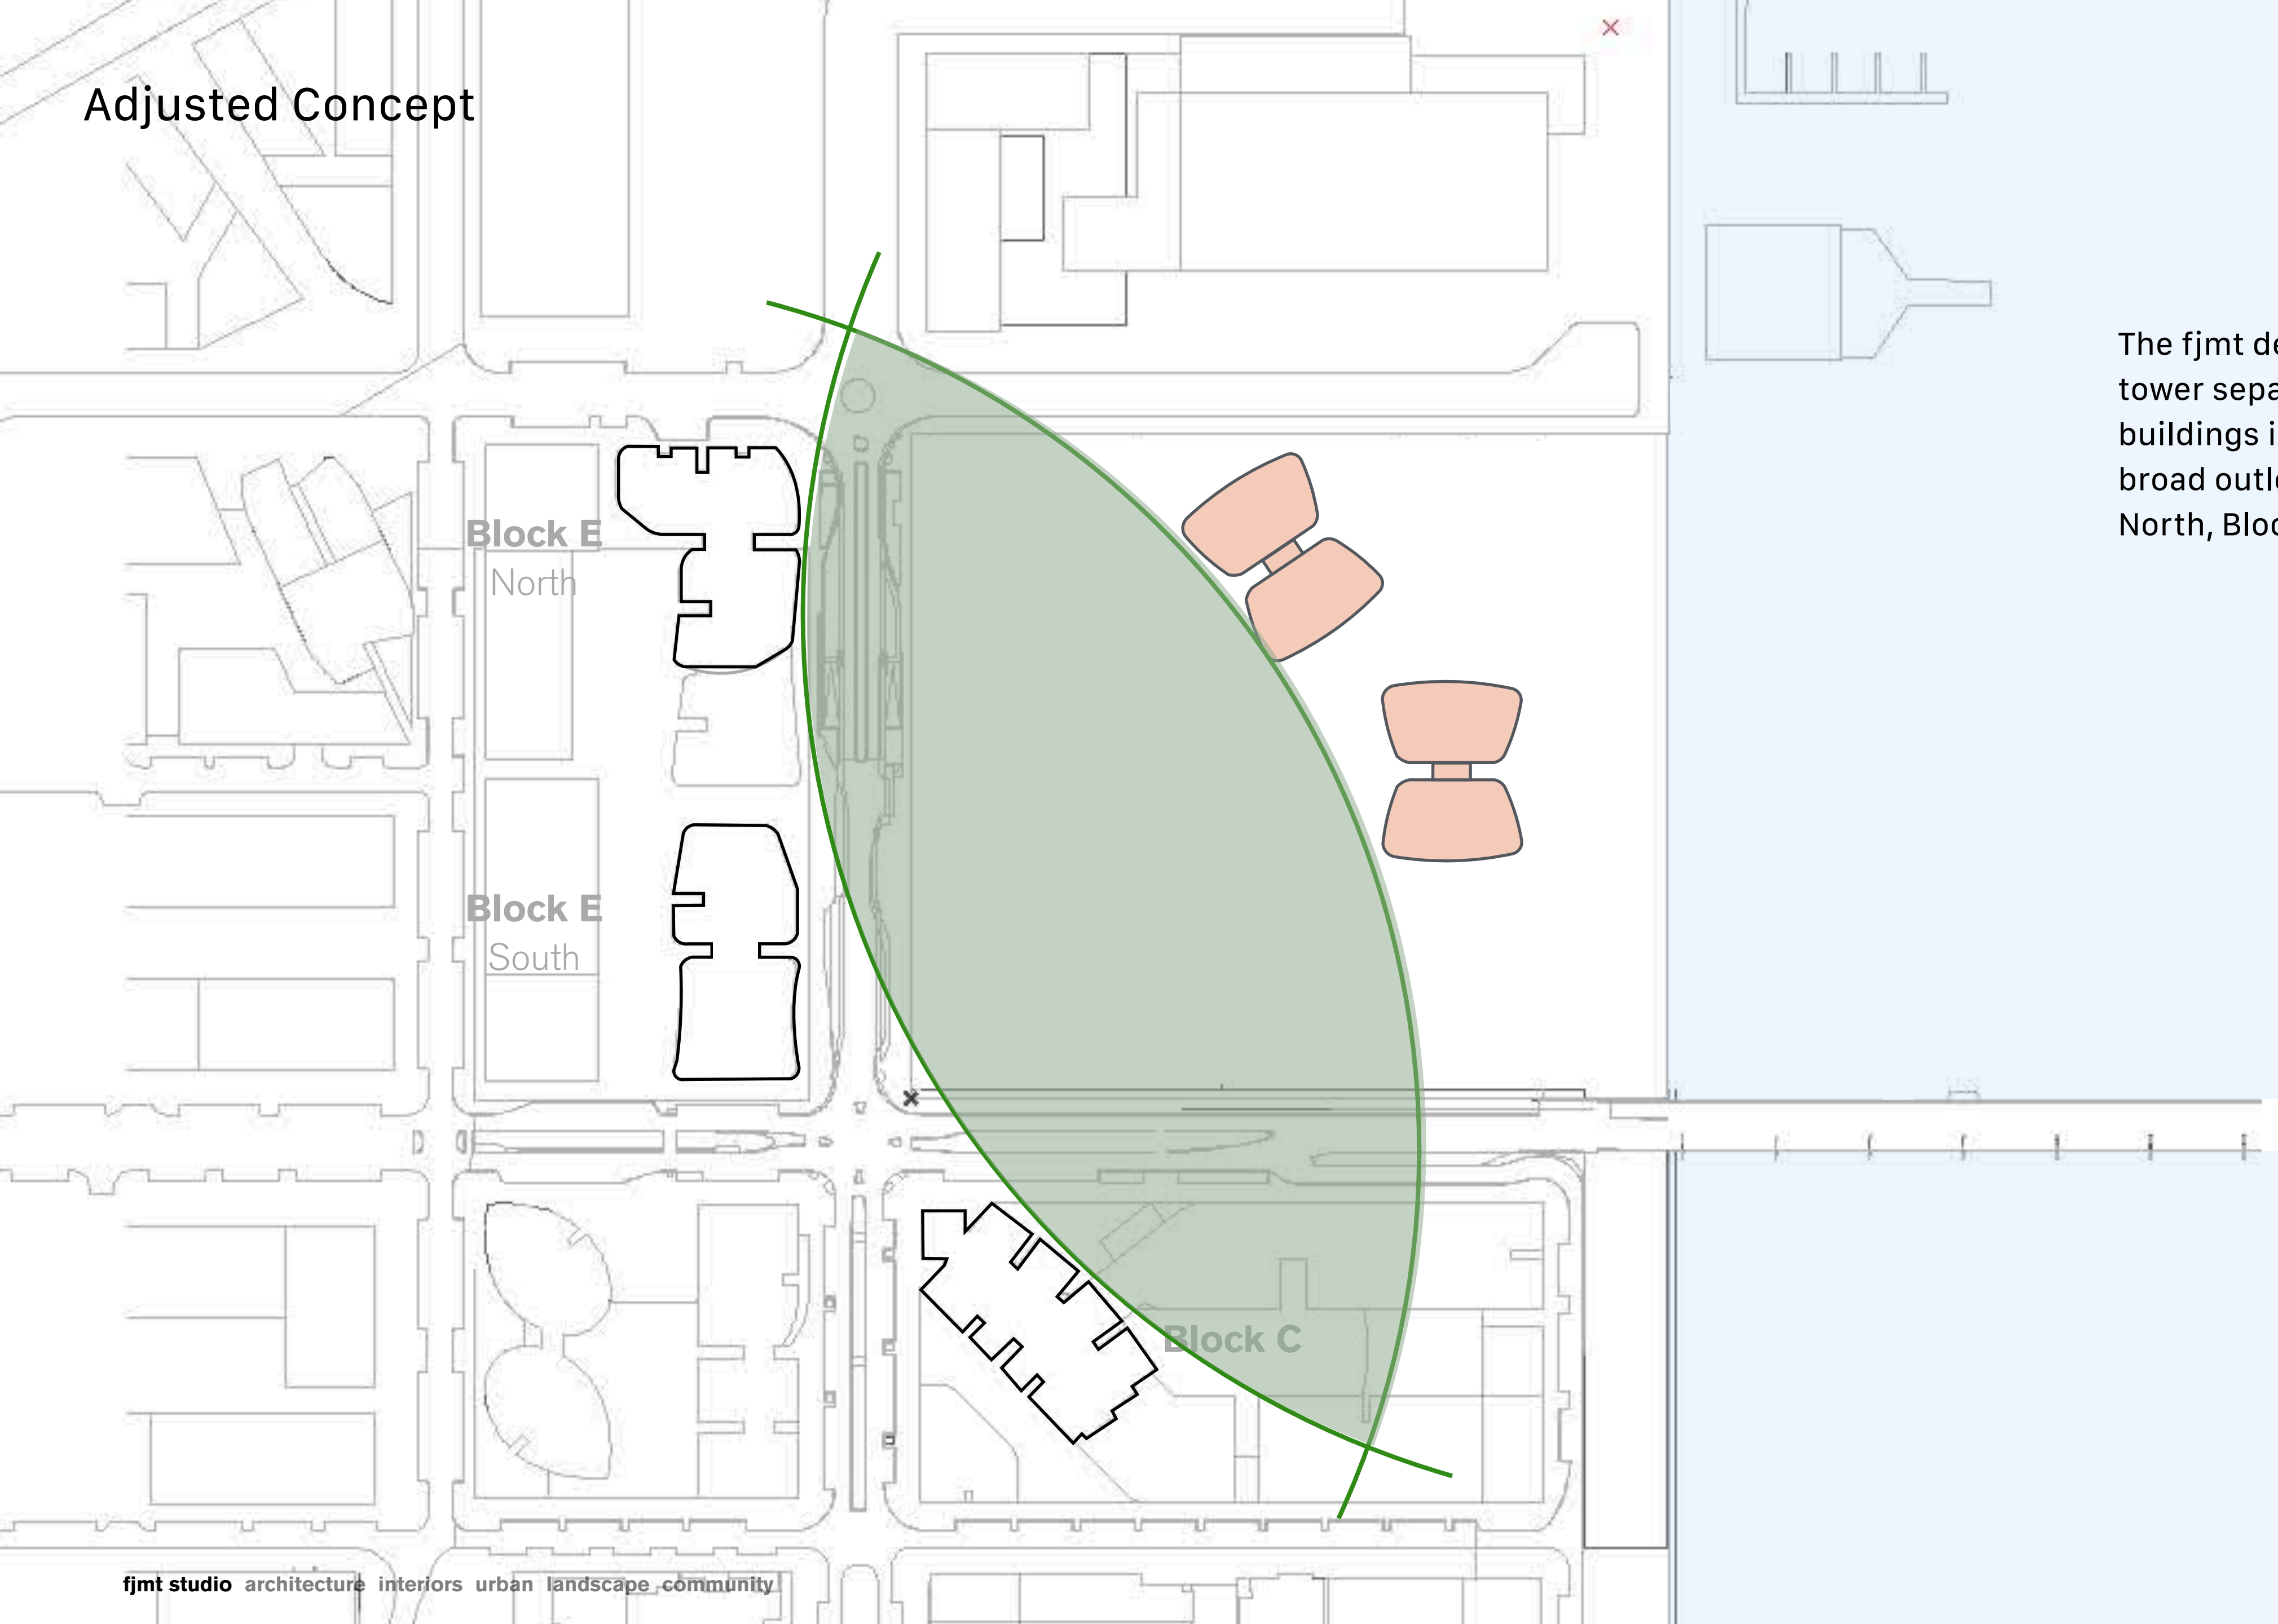 Adjusted Concept
The fjmt de
tower sepa
buildings i
broad outl
North, Bloc
Block E
North
Block E
South
Block C
fjmt studio architecture interiors urban landscape community